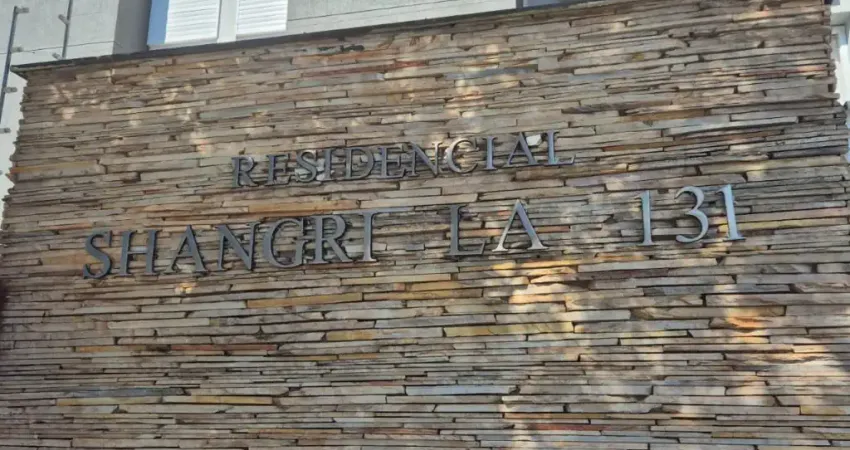 RESIDENCIAL
SHANGRI - LA 131